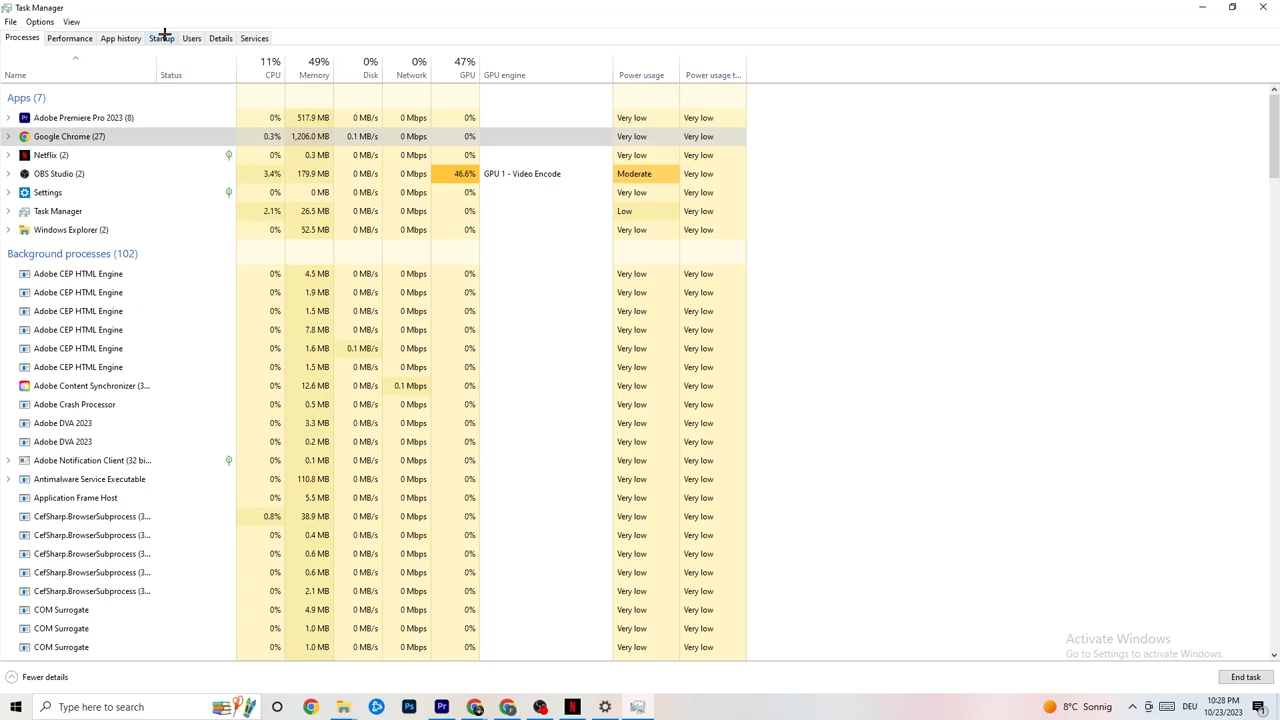 Task Manager
File Options View
Processes Performance App history Startup Users Details Services
11% 49% 0% 0% 47%
Name Status CPU Memory Disk Network GPU GPU engine Power usage Power usage t...
Apps (7)
Adobe Premiere Pro 2023 (8) 0% 517.9 MB 0 MB/s 0 Mbps 0% Very low Very low
Google Chrome (27) 0.3% 1,206.0 MB 0.1 MB/s 0 Mbps 0% Very low Very low
Netflix (2) 0% 0.3 MB 0 MB/s 0 Mbps 0% Very low Very low
OBS Studio (2) 3.4% 179.9 MB 0 MB/s 0 Mbps 46.6% GPU 1 - Video Encode Moderate Very low
Settings 0% 0 MB 0 MB/s 0 Mbps 0% Very low Very low
Task Manager 2.1% 26.5 MB 0 MB/s 0 Mbps 0% Low Very low
Windows Explorer (2) 0% 52.5 MB 0 MB/s 0 Mbps 0% Very low Very low
Background processes (102)
Adobe CEP HTML Engine 0% 4.5 MB 0 MB/s 0 Mbps 0% Very low Very low
Adobe CEP HTML Engine 0% 1.9 MB 0 MB/s 0 Mbps 0% Very low Very low
Adobe CEP HTML Engine 0% 1.5 MB 0 MB/s 0 Mbps 0% Very low Very low
Adobe CEP HTML Engine 0% 7.8 MB 0 MB/s 0 Mbps 0% Very low Very low
Adobe CEP HTML Engine 0% 1.6 MB 0.1 MB/s 0 Mbps 0% Very low Very low
Adobe CEP HTML Engine 0% 1.5 MB 0 MB/s 0 Mbps 0% Very low Very low
Adobe Content Synchronizer (3... 0% 12.6 MB 0 MB/s 0.1 Mbps 0% Very low Very low
Adobe Crash Processor 0% 0.5 MB 0 MB/s 0 Mbps 0% Very low Very low
Adobe DVA 2023 0% 3.3 MB 0 MB/s 0 Mbps 0% Very low Very low
Adobe DVA 2023 0% 0.2 MB 0 MB/s 0 Mbps 0% Very low Very low
Adobe Notification Client (32 bi... 0% 0.1 MB 0 MB/s 0 Mbps 0% Very low Very low
Antimalware Service Executable 0% 110.8 MB 0 MB/s 0 Mbps 0% Very low Very low
Application Frame Host 0% 5.5 MB 0 MB/s 0 Mbps 0% Very low Very low
CefSharp.BrowserSubprocess (3... 0.8% 38.9 MB 0 MB/s 0 Mbps 0% Very low Very low
CefSharp.BrowserSubprocess (3... 0% 0.4 MB 0 MB/s 0 Mbps 0% Very low Very low
CefSharp.BrowserSubprocess (3... 0% 0.6 MB 0 MB/s 0 Mbps 0% Very low Very low
CefSharp.BrowserSubprocess (3... 0% 0.6 MB 0 MB/s 0 Mbps 0% Very low Very low
CefSharp.BrowserSubprocess (3... 0% 2.1 MB 0 MB/s 0 Mbps 0% Very low Very low
COM Surrogate 0% 4.9 MB 0 MB/s 0 Mbps 0% Very low Very low
COM Surrogate 0% 1.0 MB 0 MB/s 0 Mbps 0% Very low Very low
COM Surrogate 0% 1.0 MB 0 MB/s 0 Mbps 0% Very low Very low
Activate Windows
Go to Settings to activate Windows.
Fewer details End task
Type here to search Ps Pr N 8°C Sonnig DEU 10:28 PM
10/23/2023